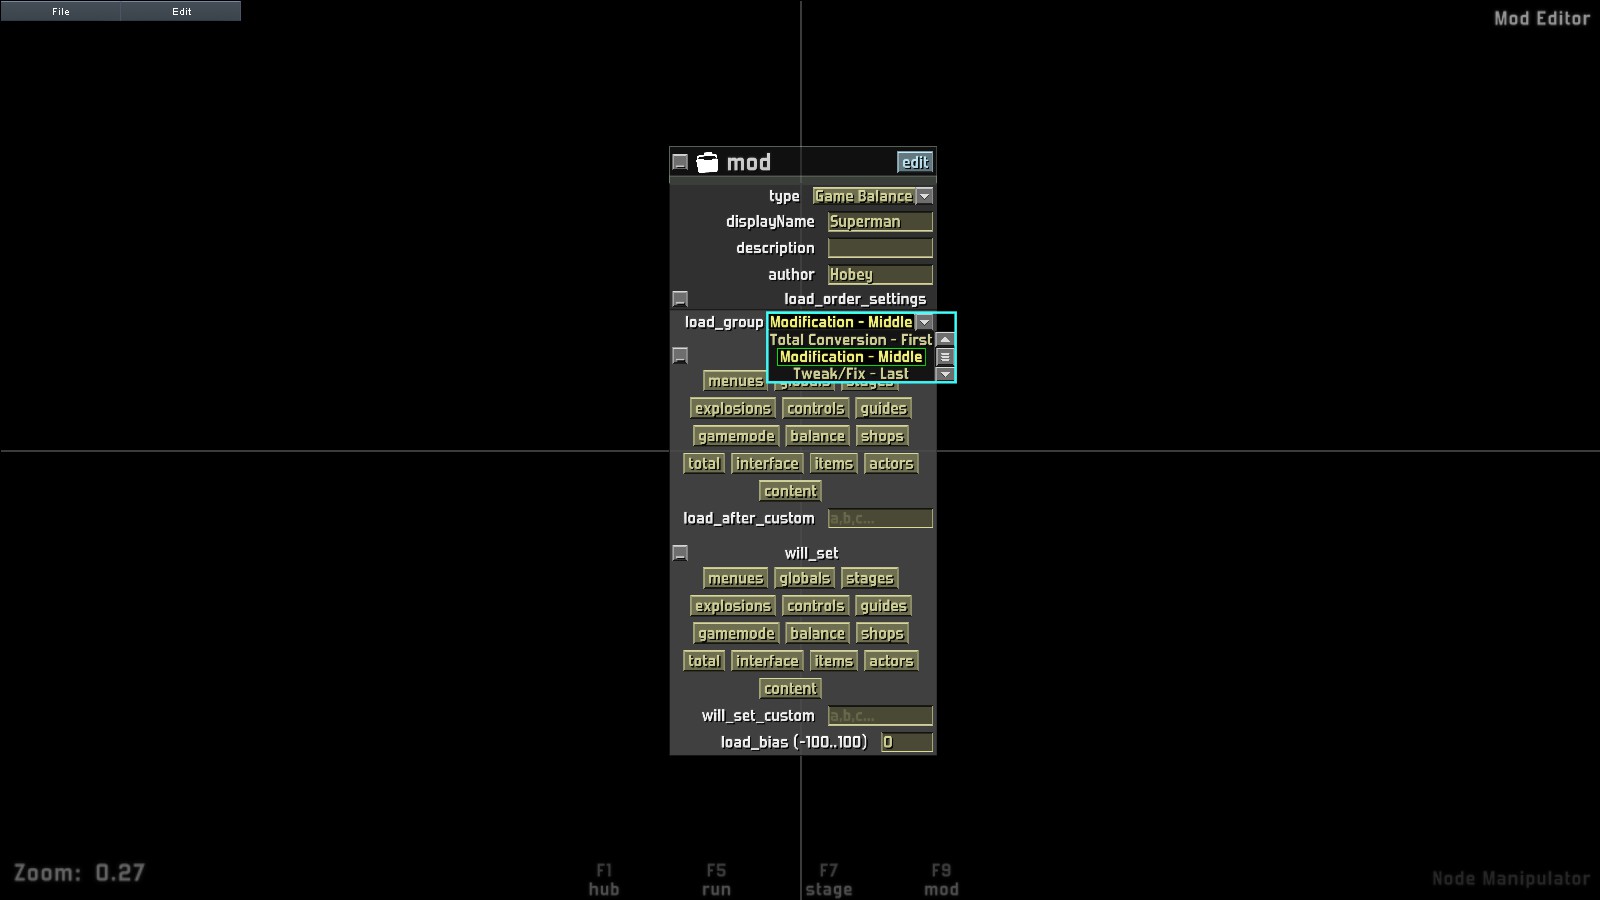 File Edit
Mod Editor
mod edit
type Game Balance
displayName Superman
description
author Hobey
load_order_settings
load_group Modification - Middle
Total Conversion - First
Modification - Middle
Tweak/Fix - Last
menues globals stages
explosions controls guides
gamemode balance shops
total interface items actors
content
load_after_custom a,b,c...
will_set
menues globals stages
explosions controls guides
gamemode balance shops
total interface items actors
content
will_set_custom a,b,c...
load_bias (-100..100) 0
Zoom: 0.27
F1 F5 F7 F9
hub run stage mod
Node Manipulator